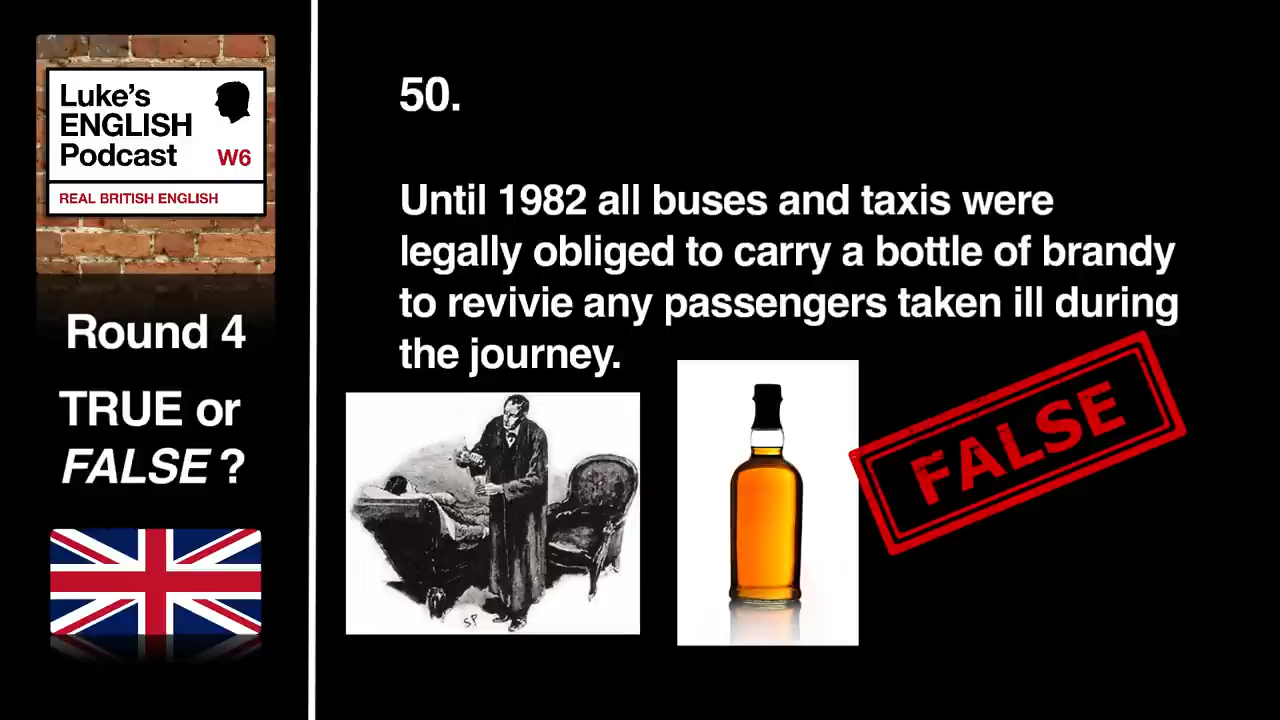 Luke's
ENGLISH
Podcast
W6
REAL BRITISH ENGLISH
Round 4
TRUE or
FALSE ?
50.
Until 1982 all buses and taxis were
legally obliged to carry a bottle of brandy
to revivie any passengers taken ill during
the journey.
FALSE
SP